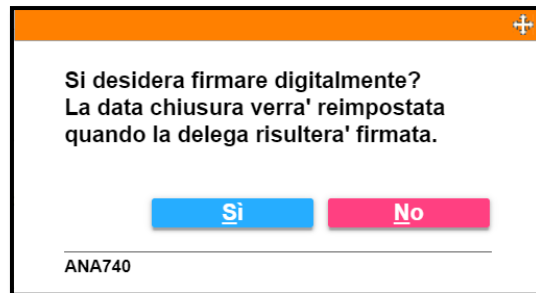 Si desidera firmare digitalmente?
La data chiusura verra' reimpostata
quando la delega risultera' firmata.
Sì
No
ANA740